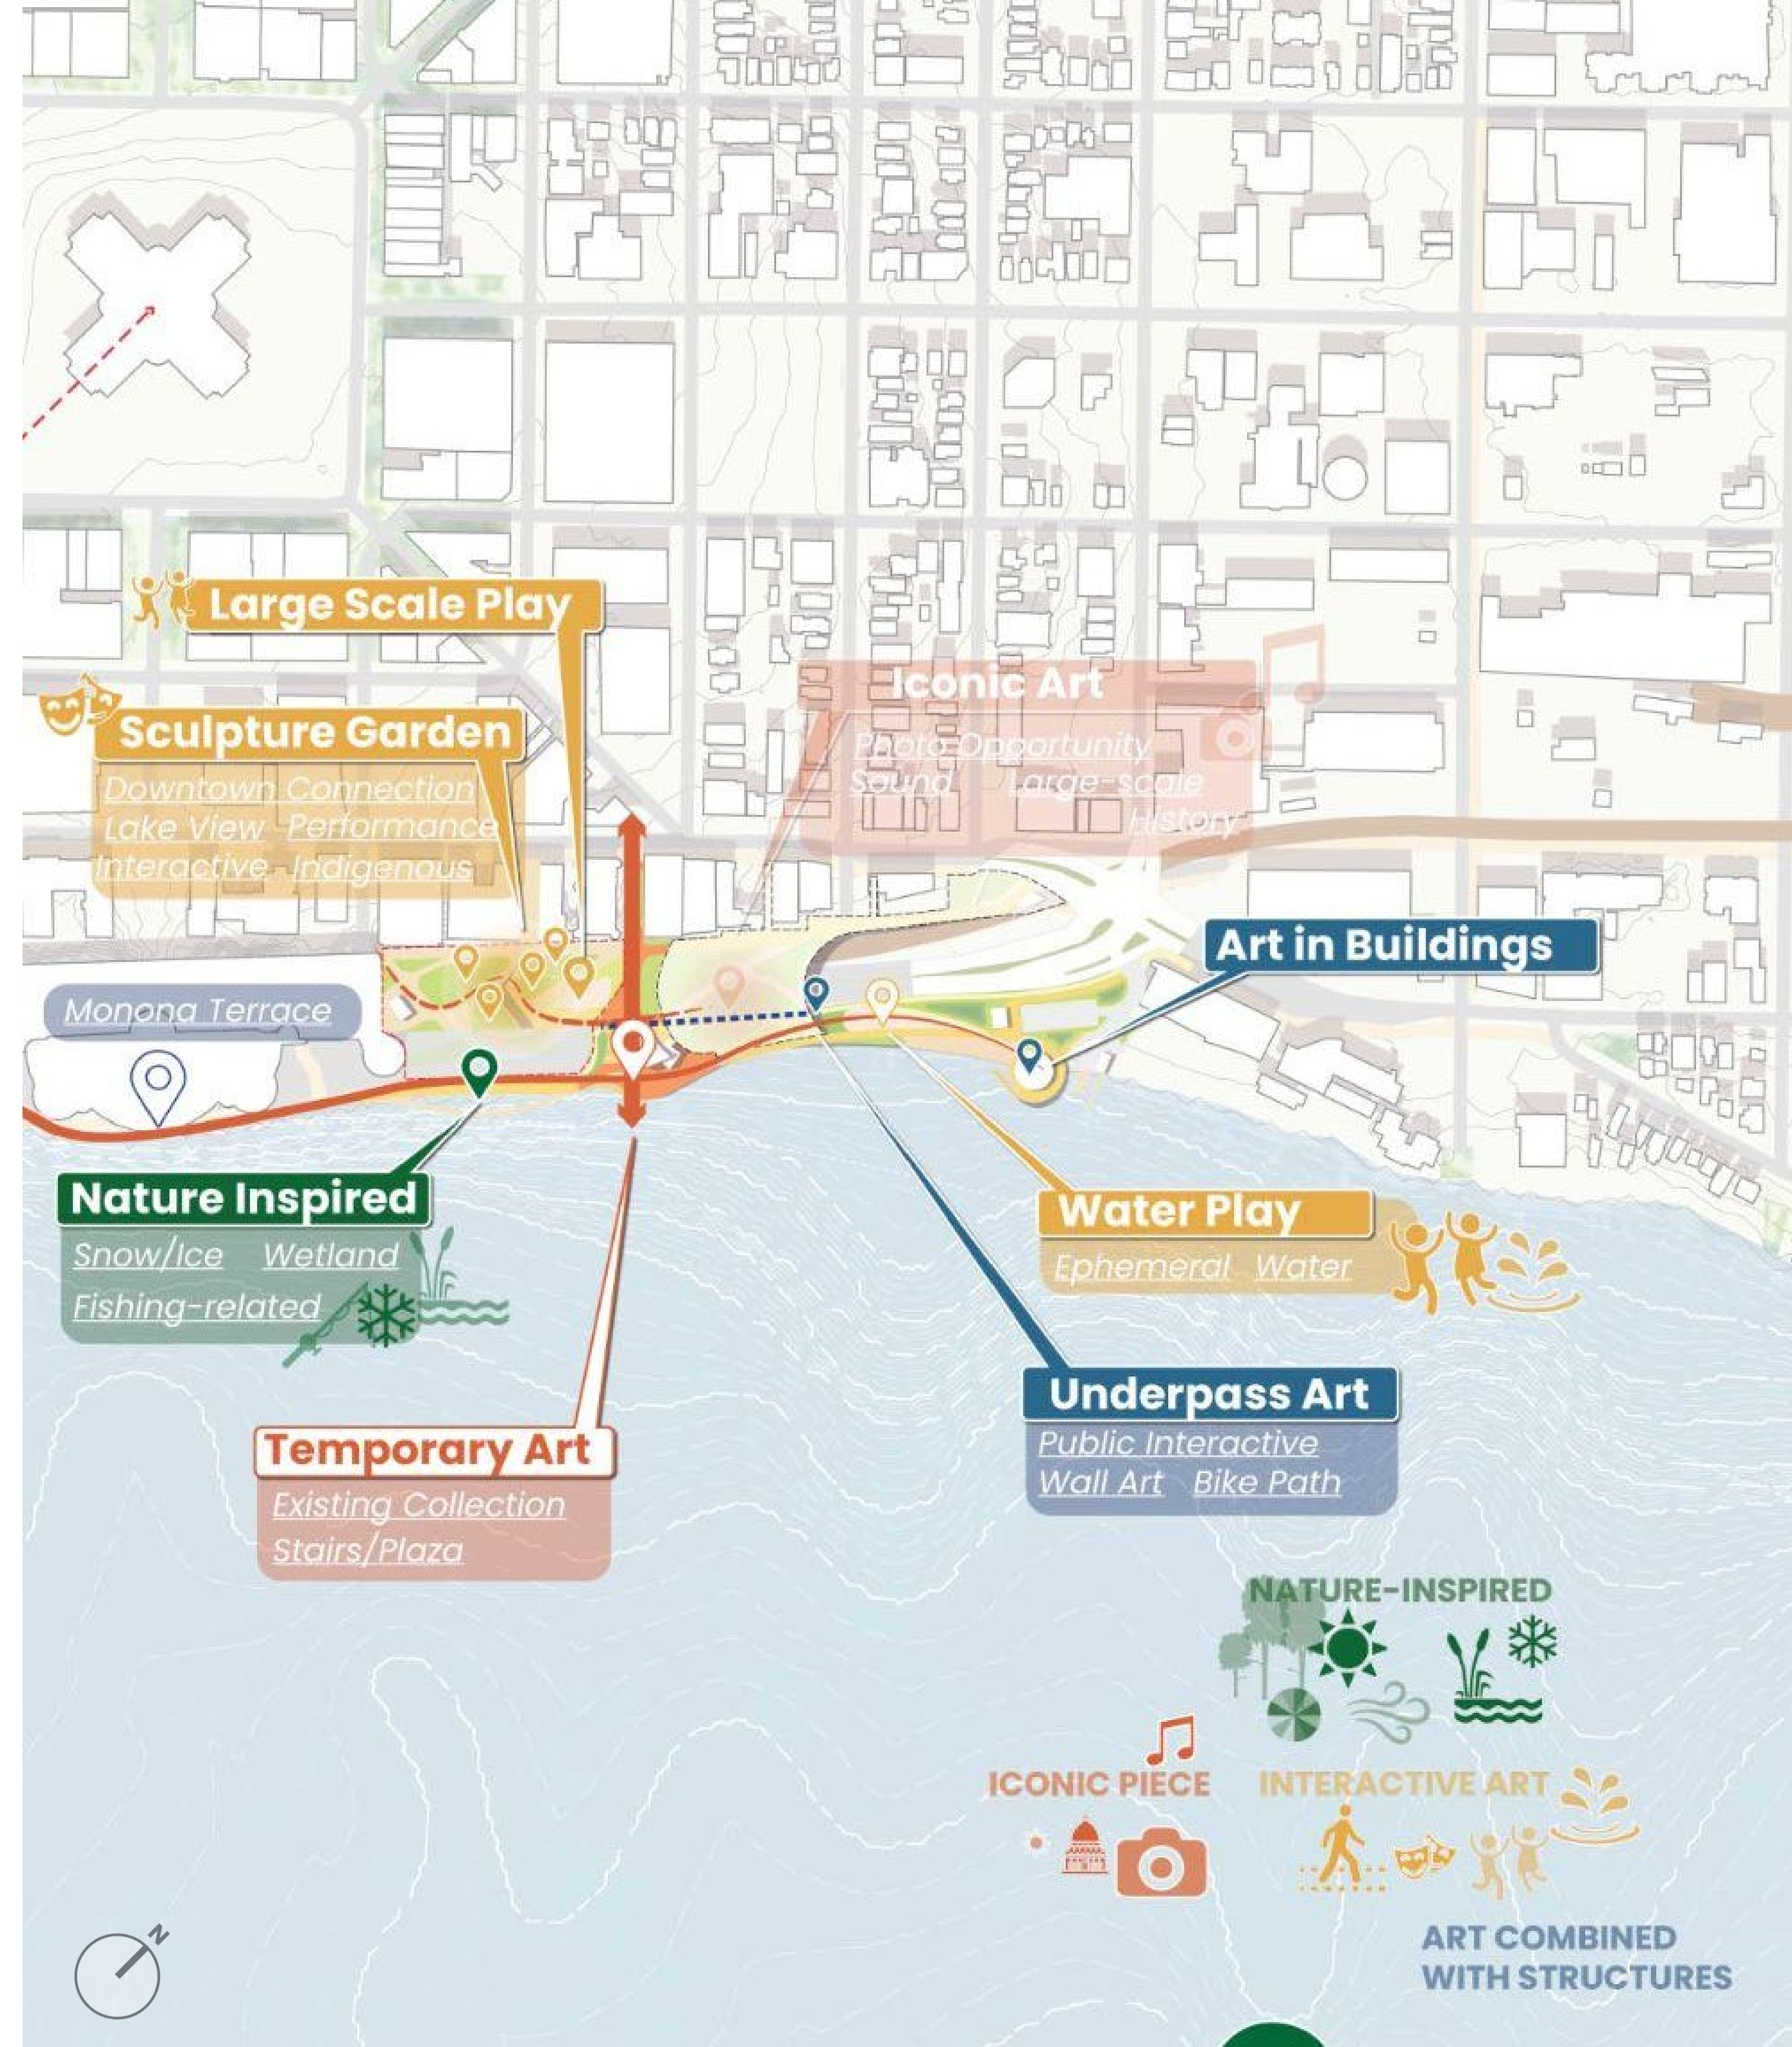 Large Scale Play
Sculpture Garden
Downtown Connection
Lake View Performance
Interactive Indigenous
Iconic Art
Photo Opportunity
Sound Large-scale
History
Art in Buildings
Monona Terrace
Nature Inspired
Snow/Ice Wetland
Fishing-related
Water Play
Ephemeral Water
Underpass Art
Public Interactive
Wall Art Bike Path
Temporary Art
Existing Collection
Stairs/Plaza
NATURE-INSPIRED
ICONIC PIECE
INTERACTIVE ART
ART COMBINED
WITH STRUCTURES
N